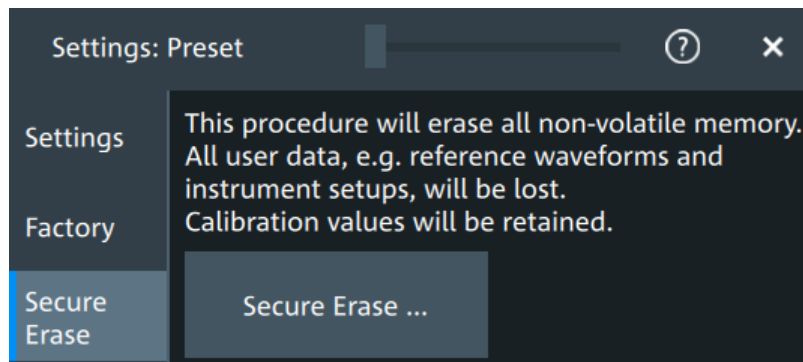 Settings: Preset
?
×
Settings
Factory
Secure
Erase
This procedure will erase all non-volatile memory.
All user data, e.g. reference waveforms and
instrument setups, will be lost.
Calibration values will be retained.
Secure Erase ...